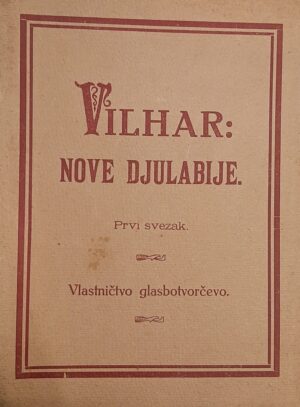 VILHAR:
NOVE DJULABIJE.
Prvi svezak.
Vlastničtvo glasbotvorčevo.